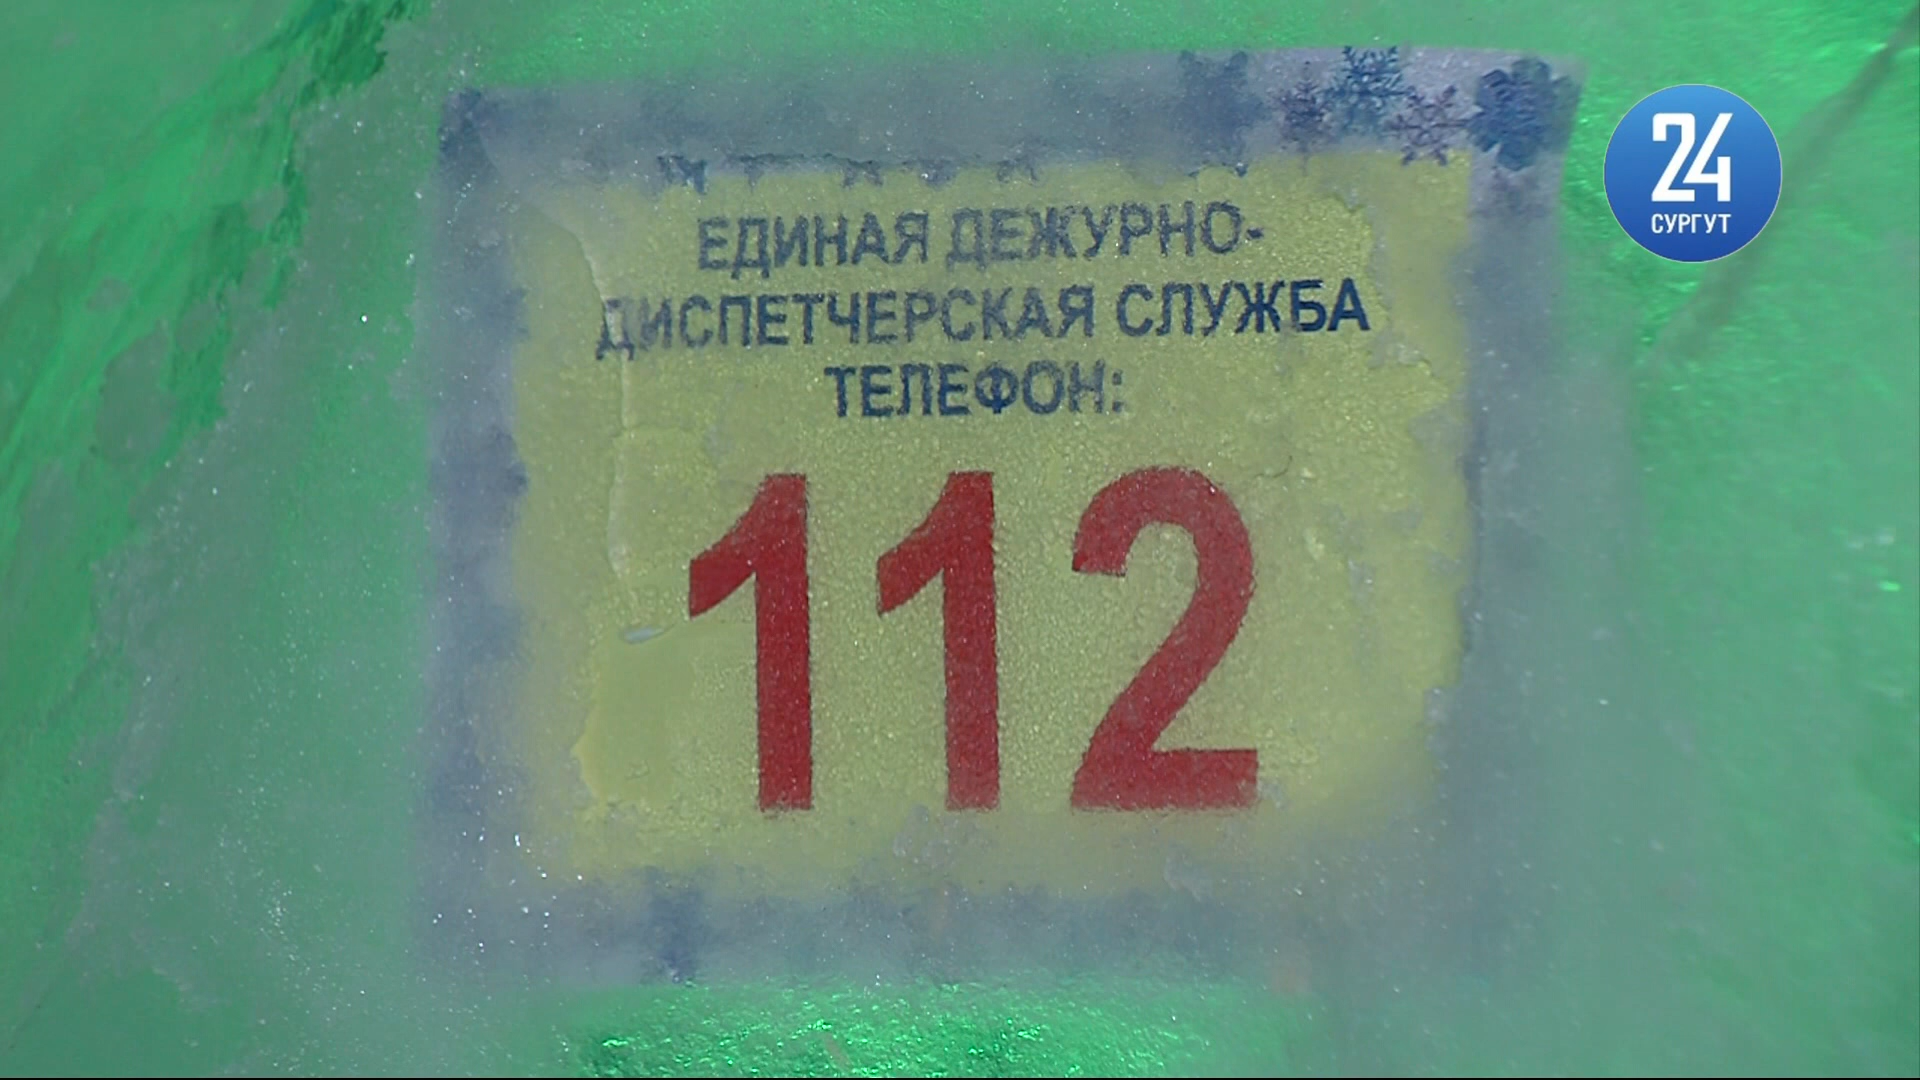 ЕДИНАЯ ДЕЖУРНО-
ДИСПЕТЧЕРСКАЯ СЛУЖБА
ТЕЛЕФОН:
112
24
СУРГУТ